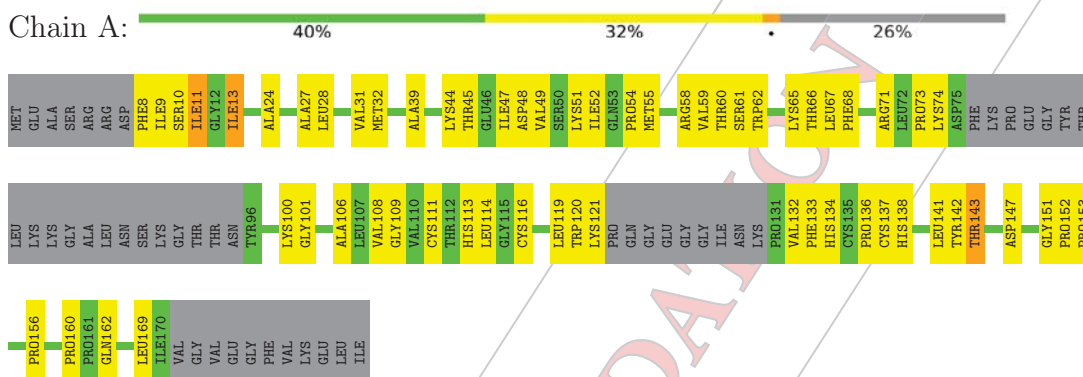 Chain A:
40% 32% • 26%
MET GLU ALA SER ARG ARG ASP PHE8 ILE9 SER10 ILE11 GLY12 ILE13 ALA24 ALA27 LEU28 VAL31 MET32 ALA39 LYS44 THR45 GLU46 ILE47 ASP48 VAL49 SER50 LYS51 ILE52 GLN53 PRO54 MET55 ARG58 VAL59 THR60 SER61 TRP62 LYS65 THR66 LEU67 PHE68 ARG71 LEU72 PRO73 LYS74 ASP75 PHE LYS PRO GLU GLY TYR THR
LEU LYS LYS GLY ALA LEU ASN SER LYS GLY THR THR ASN TYR96 LYS100 GLY101 ALA106 LEU107 VAL108 GLY109 VAL110 CYS111 THR112 HIS113 LEU114 GLY115 CYS116 LEU119 TRP120 LYS121 PRO GLN GLY GLU GLY GLY ILE ASN LYS PRO131 VAL132 PHE133 HIS134 CYS135 PRO136 CYS137 HIS138 LEU141 TYR142 THR143 ASP147 GLY151 PRO152 PRO153
PRO156 PRO160 PRO161 GLN162 LEU169 ILE170 VAL GLY VAL GLU GLY PHE VAL LYS GLU LEU ILE